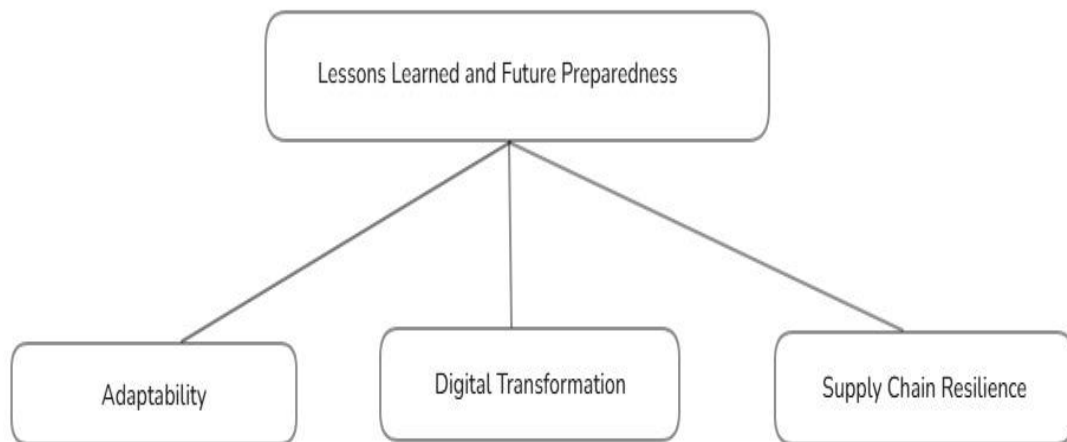 Lessons Learned and Future Preparedness
Adaptability
Digital Transformation
Supply Chain Resilience